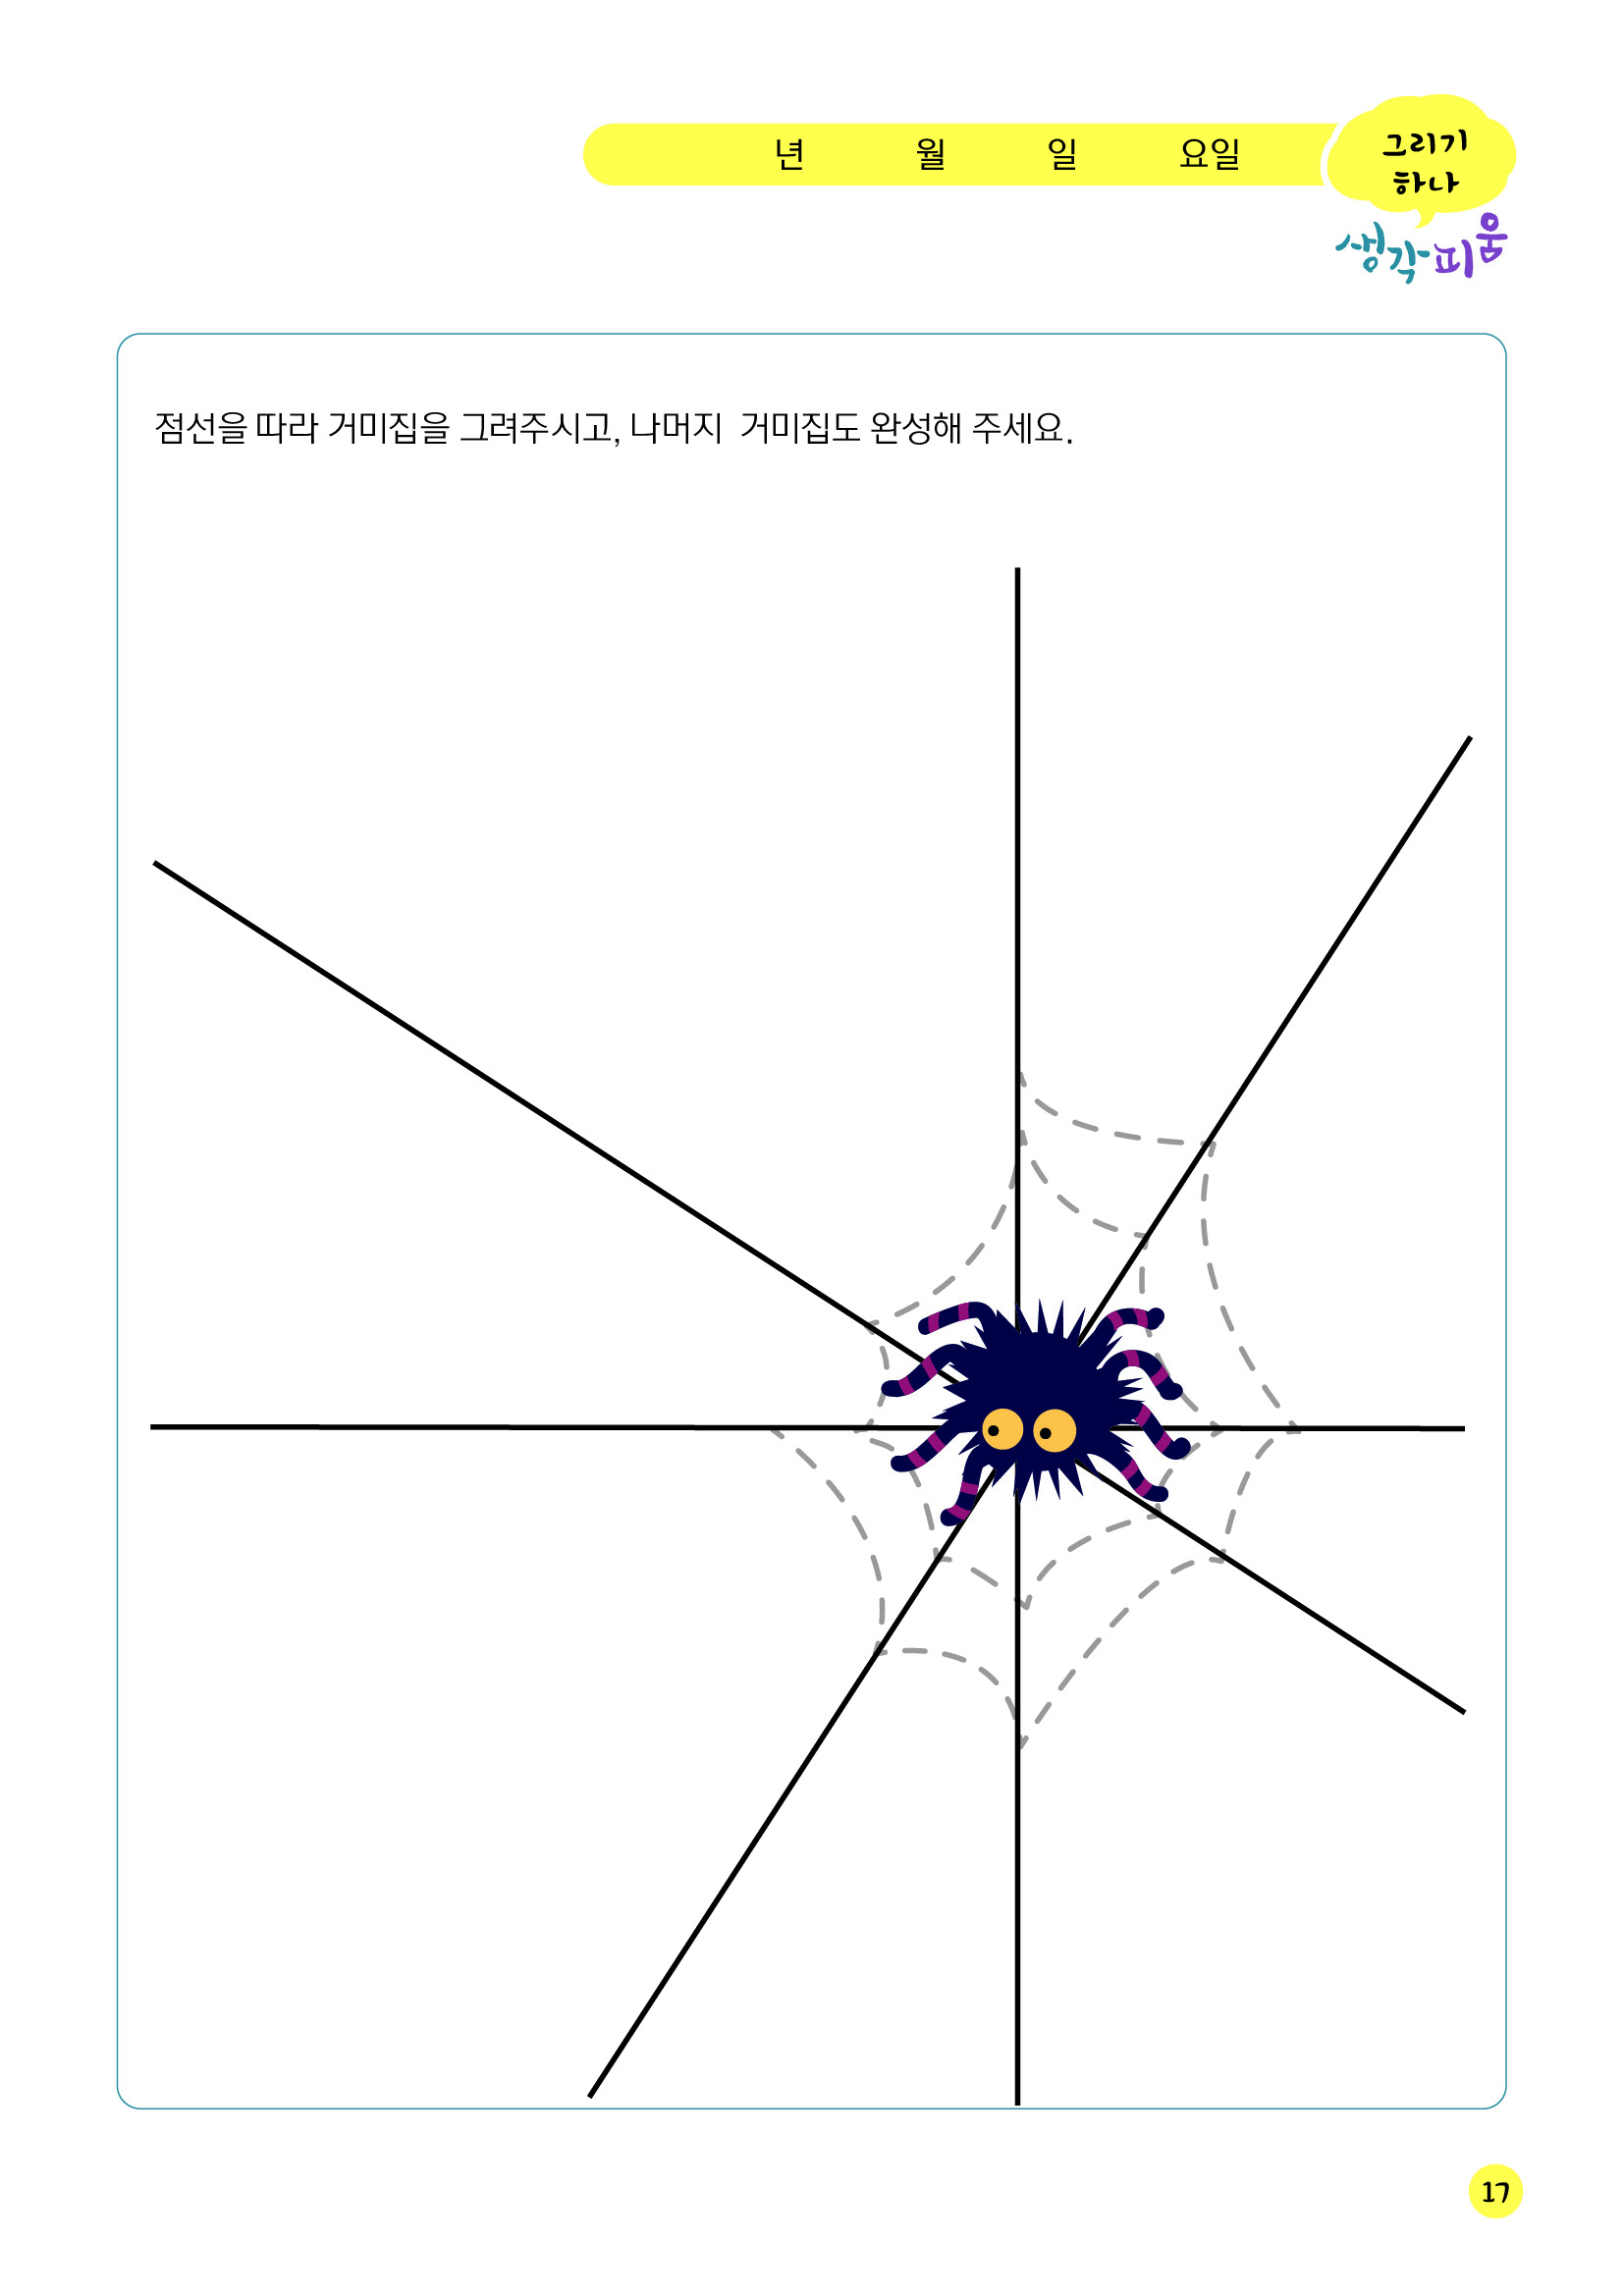 년 월 일 요일
그리기
하나
생각피움
점선을 따라 거미집을 그려주시고, 나머지 거미집도 완성해 주세요.
17